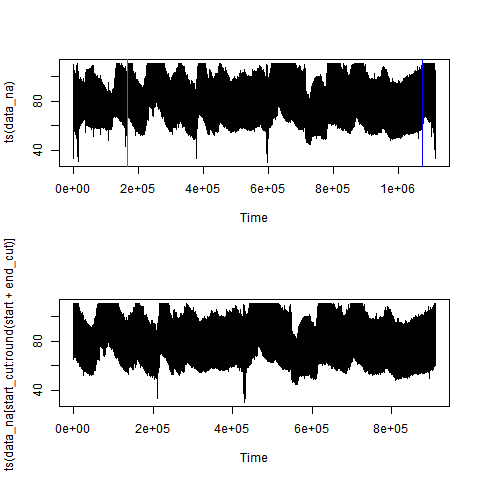 ts(data_na)
80
40
0e+00 2e+05 4e+05 6e+05 8e+05 1e+06
Time
ts(data_na[start_cut:round(start + end_cut)]
80
40
0e+00 2e+05 4e+05 6e+05 8e+05
Time